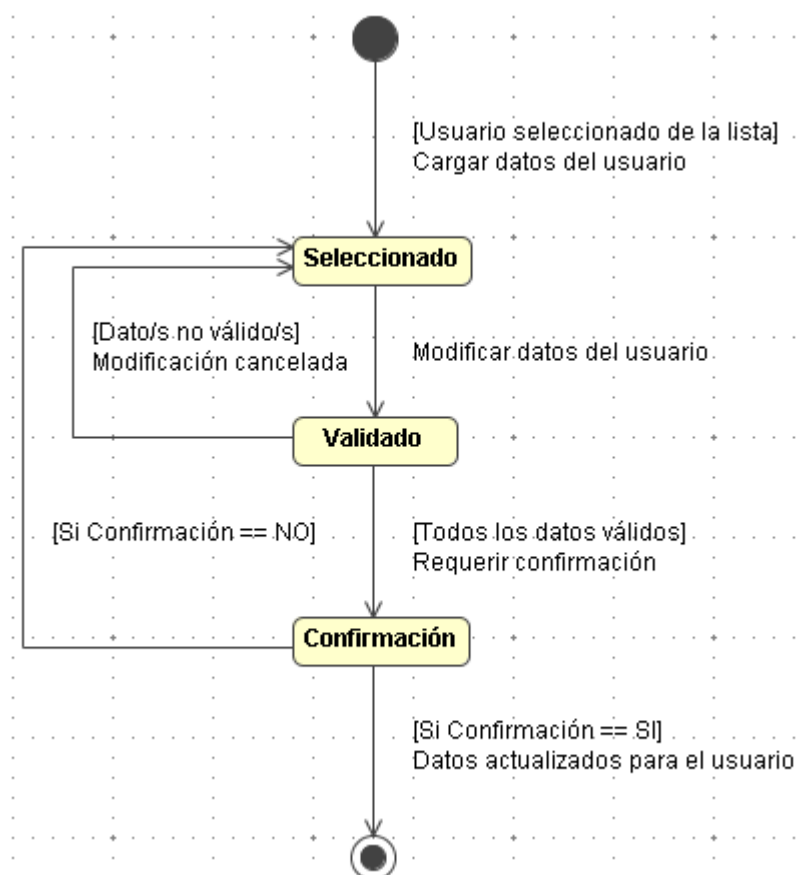 [Usuario seleccionado de la lista]
Cargar datos del usuario
Seleccionado
[Dato/s no válido/s]
Modificación cancelada
Modificar datos del usuario
Validado
[Si Confirmación == NO]
[Todos los datos válidos]
Requerir confirmación
Confirmación
[Si Confirmación == SI]
Datos actualizados para el usuario